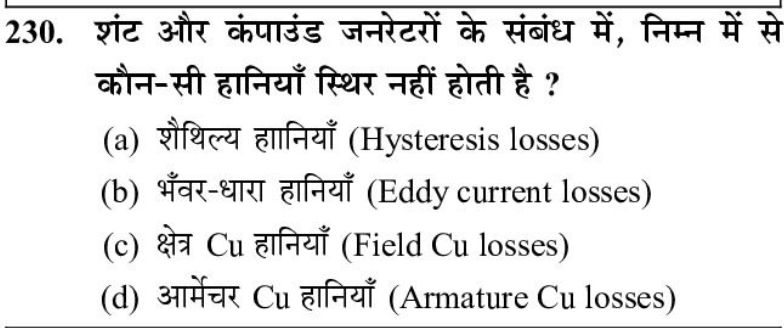 230. शंट और कंपाउंड जनरेटरों के संबंध में, निम्न में से
कौन-सी हानियाँ स्थिर नहीं होती है ?
(a) शैथिल्य हाानियाँ (Hysteresis losses)
(b) भँवर-धारा हानियाँ (Eddy current losses)
(c) क्षेत्र Cu हानियाँ (Field Cu losses)
(d) आर्मेचर Cu हानियाँ (Armature Cu losses)